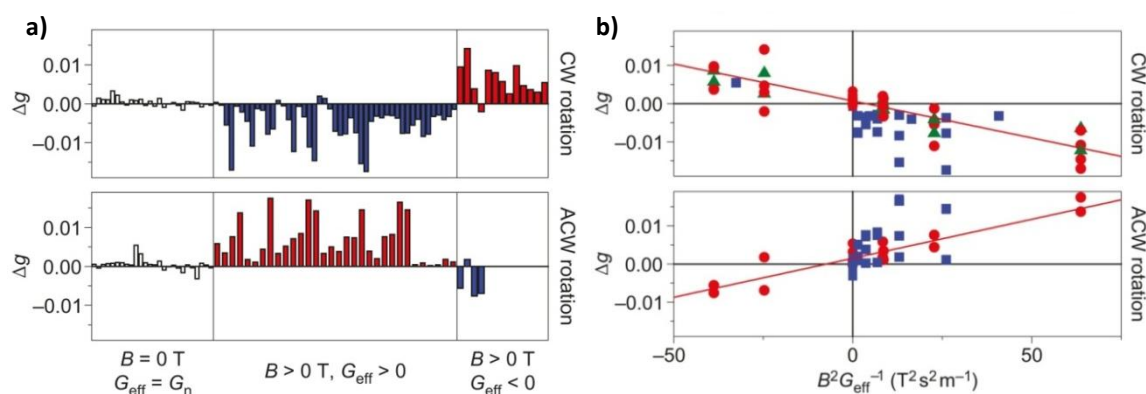 a)
0.01
0.00
−0.01
Δg
CW rotation
0.01
0.00
−0.01
Δg
ACW rotation
B = 0 T
G_eff = G_n
B > 0 T, G_eff > 0
B > 0 T
G_eff < 0
b)
0.01
0.00
−0.01
Δg
CW rotation
0.01
0.00
−0.01
Δg
ACW rotation
−50
0
50
B²G_eff⁻¹ (T²s²m⁻¹)